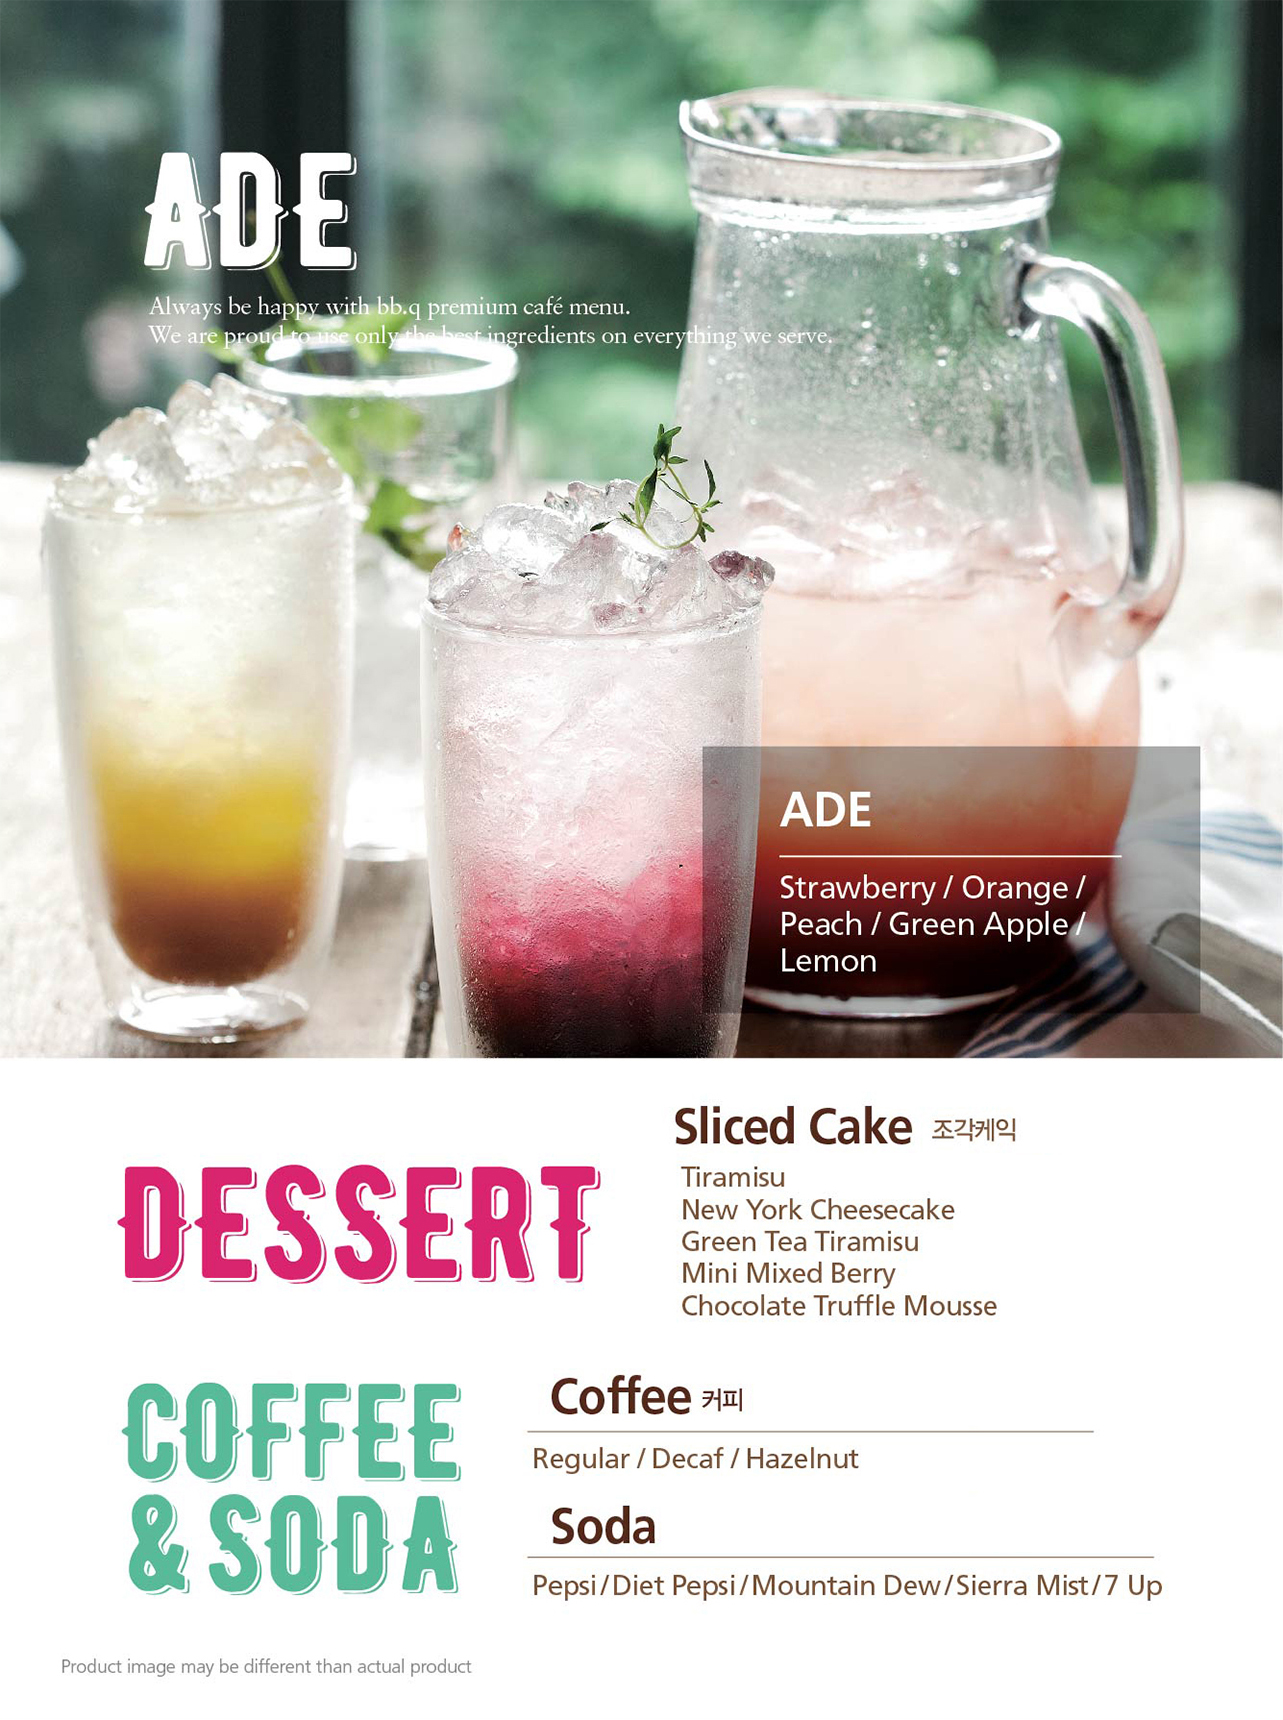 ADE
Always be happy with bb.q premium café menu.
We are proud to use only the best ingredients on everything we serve.
ADE
Strawberry / Orange /
Peach / Green Apple /
Lemon
DESSERT
Sliced Cake 조각케익
Tiramisu
New York Cheesecake
Green Tea Tiramisu
Mini Mixed Berry
Chocolate Truffle Mousse
COFFEE
& SODA
Coffee 커피
Regular / Decaf / Hazelnut
Soda
Pepsi/Diet Pepsi/Mountain Dew/Sierra Mist/7 Up
Product image may be different than actual product